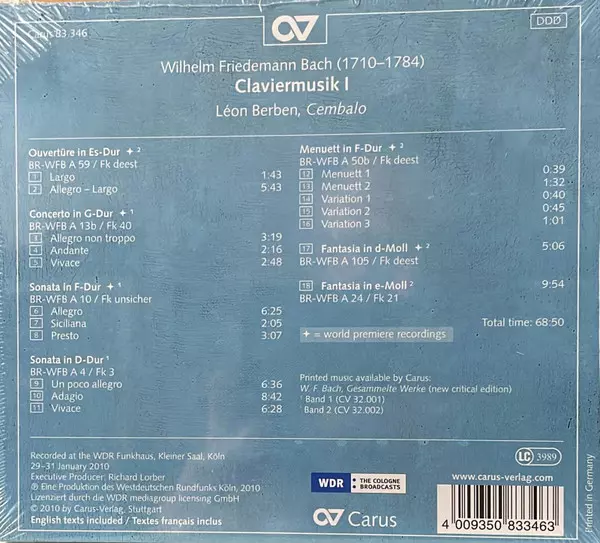 Carus 83.346
DDD
Wilhelm Friedemann Bach (1710–1784)
Claviermusik I
Léon Berben, Cembalo
Ouvertüre in Es-Dur ✦ ²
BR-WFB A 59 / Fk deest
1 Largo 1:43
2 Allegro – Largo 5:43
Concerto in G-Dur ✦ ¹
BR-WFB A 13b / Fk 40
3 Allegro non troppo 3:19
4 Andante 2:16
5 Vivace 2:48
Sonata in F-Dur ✦ ¹
BR-WFB A 10 / Fk unsicher
6 Allegro 6:25
7 Siciliana 2:05
8 Presto 3:07
Sonata in D-Dur ¹
BR-WFB A 4 / Fk 3
9 Un poco allegro 6:36
10 Adagio 8:42
11 Vivace 6:28
Menuett in F-Dur ✦ ²
BR-WFB A 50b / Fk deest
12 Menuett 1 0:39
13 Menuett 2 1:32
14 Variation 1 0:40
15 Variation 2 0:45
16 Variation 3 1:01
17 Fantasia in d-Moll ✦ ² 5:06
BR-WFB A 105 / Fk deest
18 Fantasia in e-Moll ² 9:54
BR-WFB A 24 / Fk 21
Total time: 68:50
✦ = world premiere recordings
Printed music available by Carus:
W. F. Bach, Gesammelte Werke (new critical edition)
¹ Band 1 (CV 32.001)
² Band 2 (CV 32.002)
Recorded at the WDR Funkhaus, Kleiner Saal, Köln
29–31 January 2010
Executive Producer: Richard Lorber
℗ Eine Produktion des Westdeutschen Rundfunks Köln, 2010
Lizenziert durch die WDR mediagroup licensing GmbH
© 2010 by Carus-Verlag, Stuttgart
English texts included / Textes français inclus
WDR THE COLOGNE
BROADCASTS
Carus
LC 3989
www.carus-verlag.com
4 009350 833463
Printed in Germany